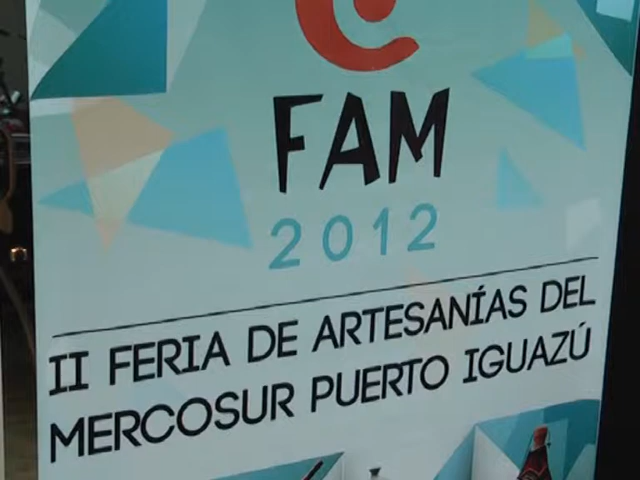 FAM
2012
II FERIA DE ARTESANÍAS DEL
MERCOSUR PUERTO IGUAZÚ